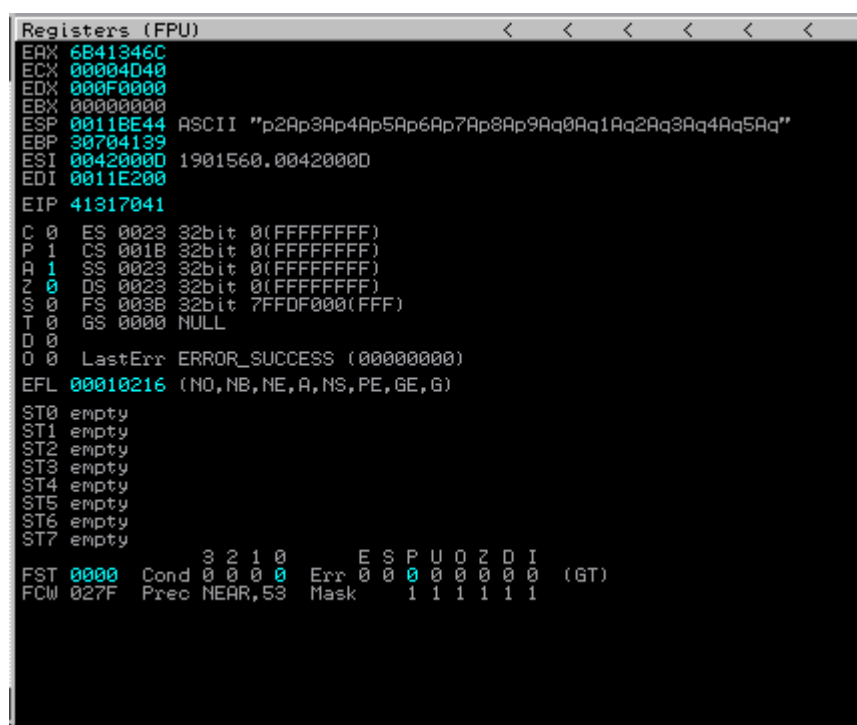 Registers (FPU) < < < < < <
EAX 6B41346C
ECX 00004D40
EDX 000F0000
EBX 00000000
ESP 0011BE44 ASCII "p2Ap3Ap4Ap5Ap6Ap7Ap8Ap9Aq0Aq1Aq2Aq3Aq4Aq5Aq"
EBP 30704139
ESI 0042000D 1901560.0042000D
EDI 0011E200
EIP 41317041
C 0 ES 0023 32bit 0(FFFFFFFF)
P 1 CS 001B 32bit 0(FFFFFFFF)
A 1 SS 0023 32bit 0(FFFFFFFF)
Z 0 DS 0023 32bit 0(FFFFFFFF)
S 0 FS 003B 32bit 7FFDF000(FFF)
T 0 GS 0000 NULL
D 0
O 0 LastErr ERROR_SUCCESS (00000000)
EFL 00010216 (NO,NB,NE,A,NS,PE,GE,G)
ST0 empty
ST1 empty
ST2 empty
ST3 empty
ST4 empty
ST5 empty
ST6 empty
ST7 empty
3 2 1 0 E S P U O Z D I
FST 0000 Cond 0 0 0 0 Err 0 0 0 0 0 0 0 0 (GT)
FCW 027F Prec NEAR,53 Mask 1 1 1 1 1 1